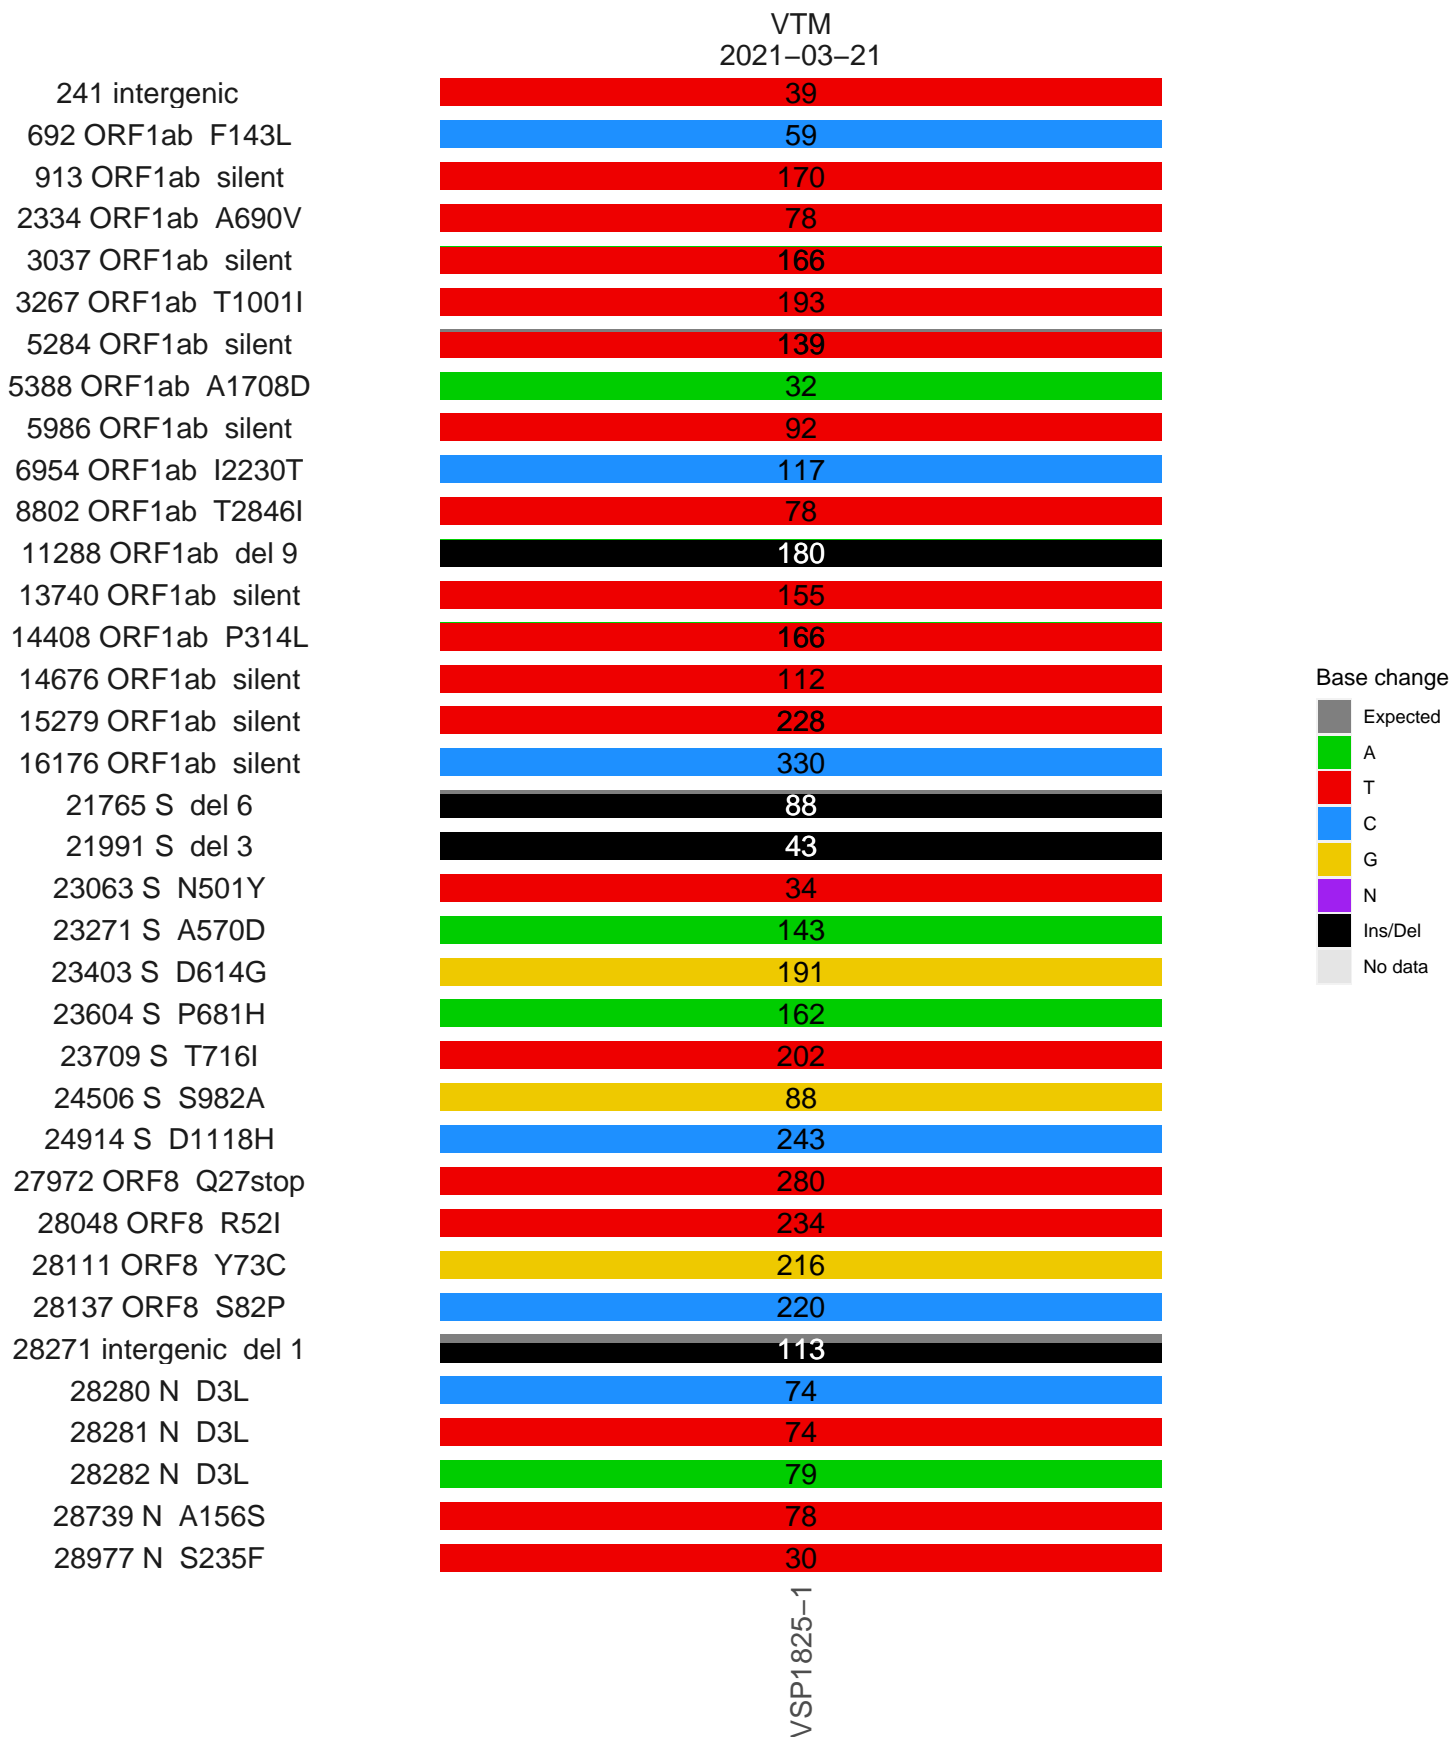 VTM
2021−03−21
241 intergenic 39
692 ORF1ab F143L 59
913 ORF1ab silent 170
2334 ORF1ab A690V 78
3037 ORF1ab silent 166
3267 ORF1ab T1001I 193
5284 ORF1ab silent 139
5388 ORF1ab A1708D 32
5986 ORF1ab silent 92
6954 ORF1ab I2230T 117
8802 ORF1ab T2846I 78
11288 ORF1ab del 9 180
13740 ORF1ab silent 155
14408 ORF1ab P314L 166
14676 ORF1ab silent 112
15279 ORF1ab silent 228
16176 ORF1ab silent 330
21765 S del 6 88
21991 S del 3 43
23063 S N501Y 34
23271 S A570D 143
23403 S D614G 191
23604 S P681H 162
23709 S T716I 202
24506 S S982A 88
24914 S D1118H 243
27972 ORF8 Q27stop 280
28048 ORF8 R52I 234
28111 ORF8 Y73C 216
28137 ORF8 S82P 220
28271 intergenic del 1 113
28280 N D3L 74
28281 N D3L 74
28282 N D3L 79
28739 N A156S 78
28977 N S235F 30
VSP1825−1
Base change
Expected
A
T
C
G
N
Ins/Del
No data